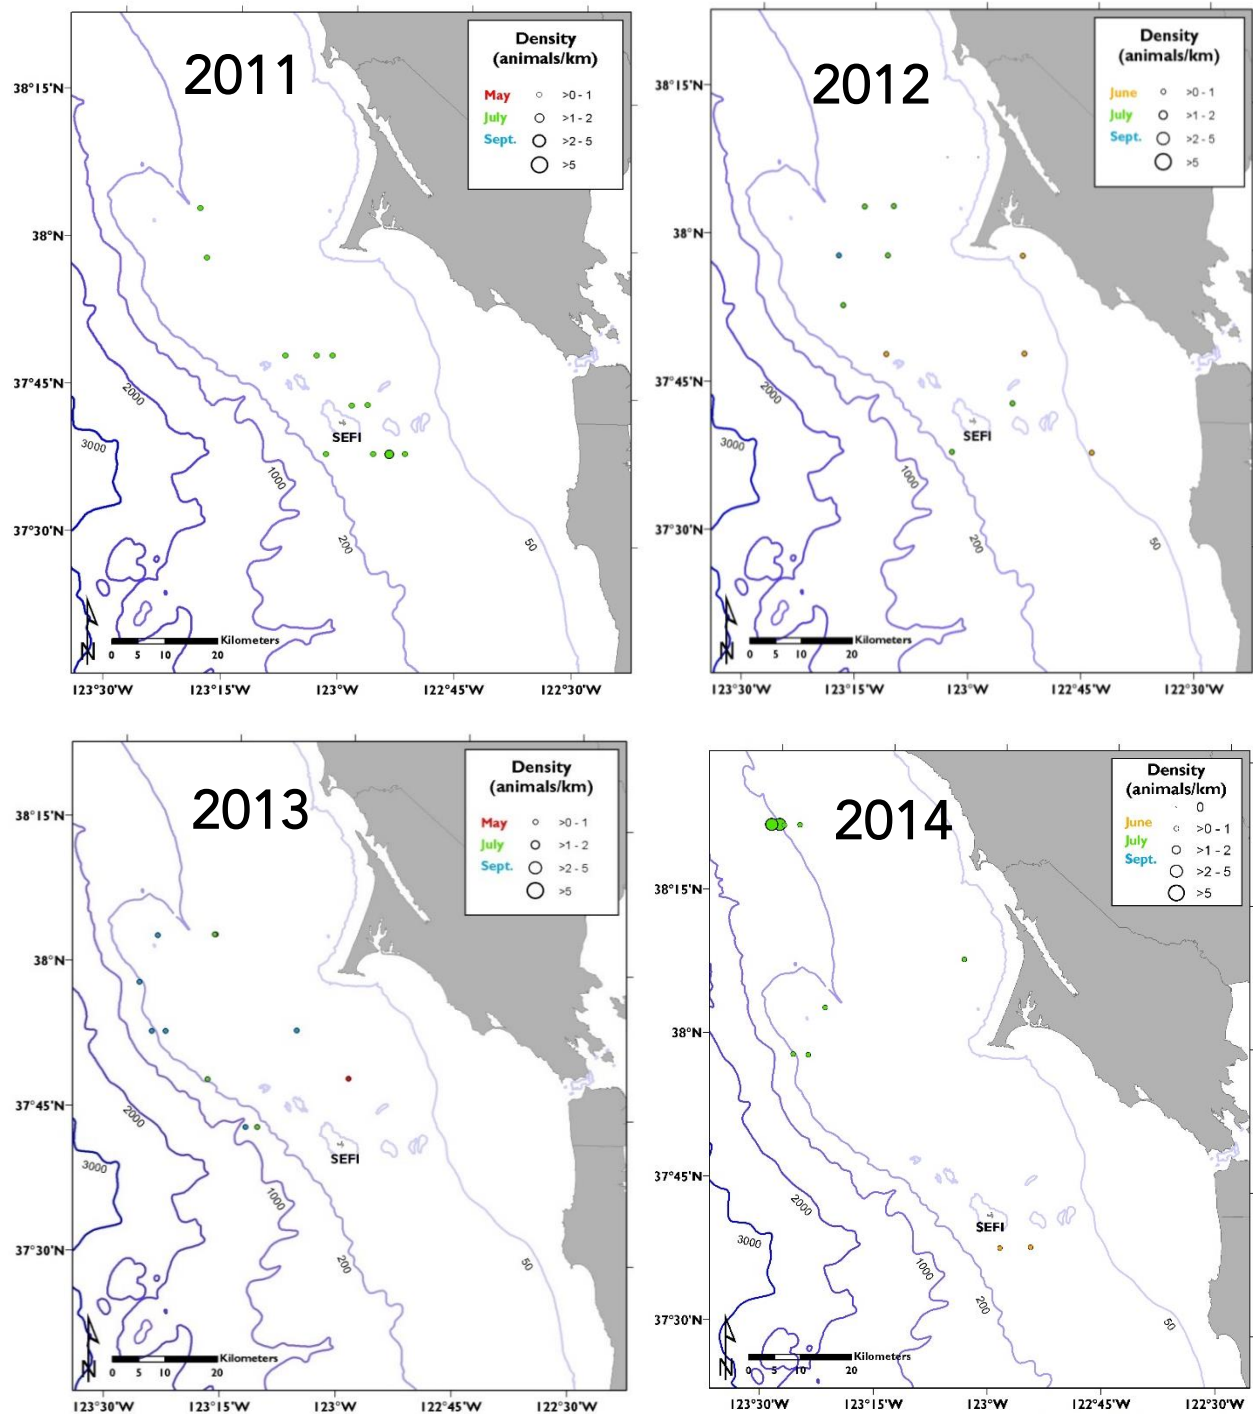 2011
Density
(animals/km)
May >0 - 1
July >1 - 2
Sept. >2 - 5
>5
38°15'N
38°N
37°45'N
37°30'N
2000
3000
1000
200
50
SEFI
N
Kilometers
0 5 10 20
123°30'W 123°15'W 123°W 122°45'W 122°30'W
2012
Density
(animals/km)
June >0 - 1
July >1 - 2
Sept. >2 - 5
>5
38°15'N
38°N
37°45'N
37°30'N
2000
3000
1000
200
50
SEFI
N
Kilometers
0 5 10 20
123°30'W 123°15'W 123°W 122°45'W 122°30'W
2013
Density
(animals/km)
May >0 - 1
July >1 - 2
Sept. >2 - 5
>5
38°15'N
38°N
37°45'N
37°30'N
2000
3000
1000
200
50
SEFI
N
Kilometers
0 5 10 20
123°30'W 123°15'W 123°W 122°45'W 122°30'W
2014
Density
(animals/km)
0
June >0 - 1
July >1 - 2
Sept. >2 - 5
>5
38°15'N
38°N
37°45'N
37°30'N
2000
3000
1000
200
50
SEFI
N
Kilometers
0 5 10 20
123°30'W 123°15'W 123°W 122°45'W 122°30'W